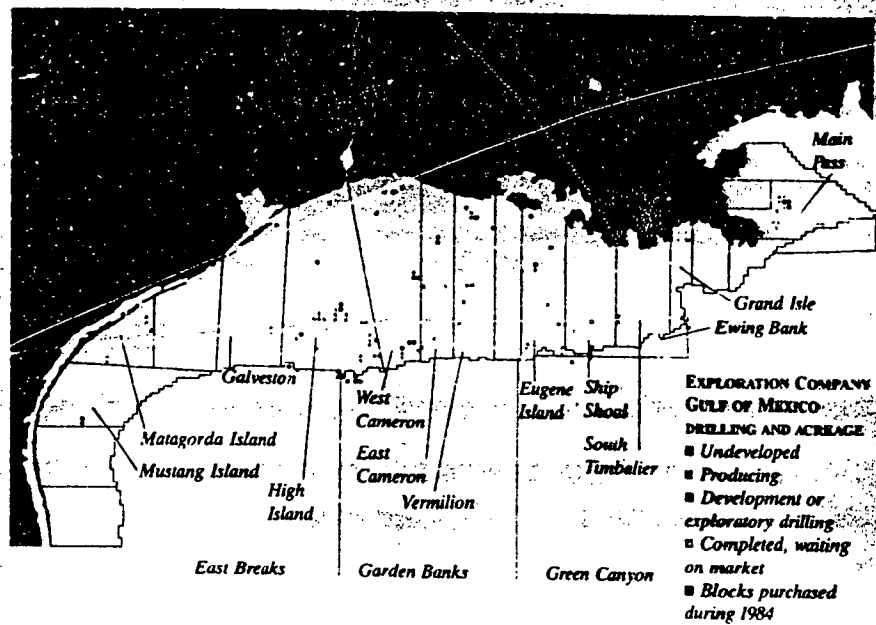 Main
Pass
Grand Isle
Ewing Bank
Galveston
West
Cameron
Eugene
Island
Ship
Shoal
Matagorda Island
Mustang Island
East
Cameron
South
Timbalier
High
Island
Vermilion
East Breaks
Garden Banks
Green Canyon
EXPLORATION COMPANY
GULF OF MEXICO
DRILLING AND ACREAGE
■ Undeveloped
■ Producing
■ Development or
exploratory drilling
□ Completed, waiting
on market
■ Blocks purchased
during 1984